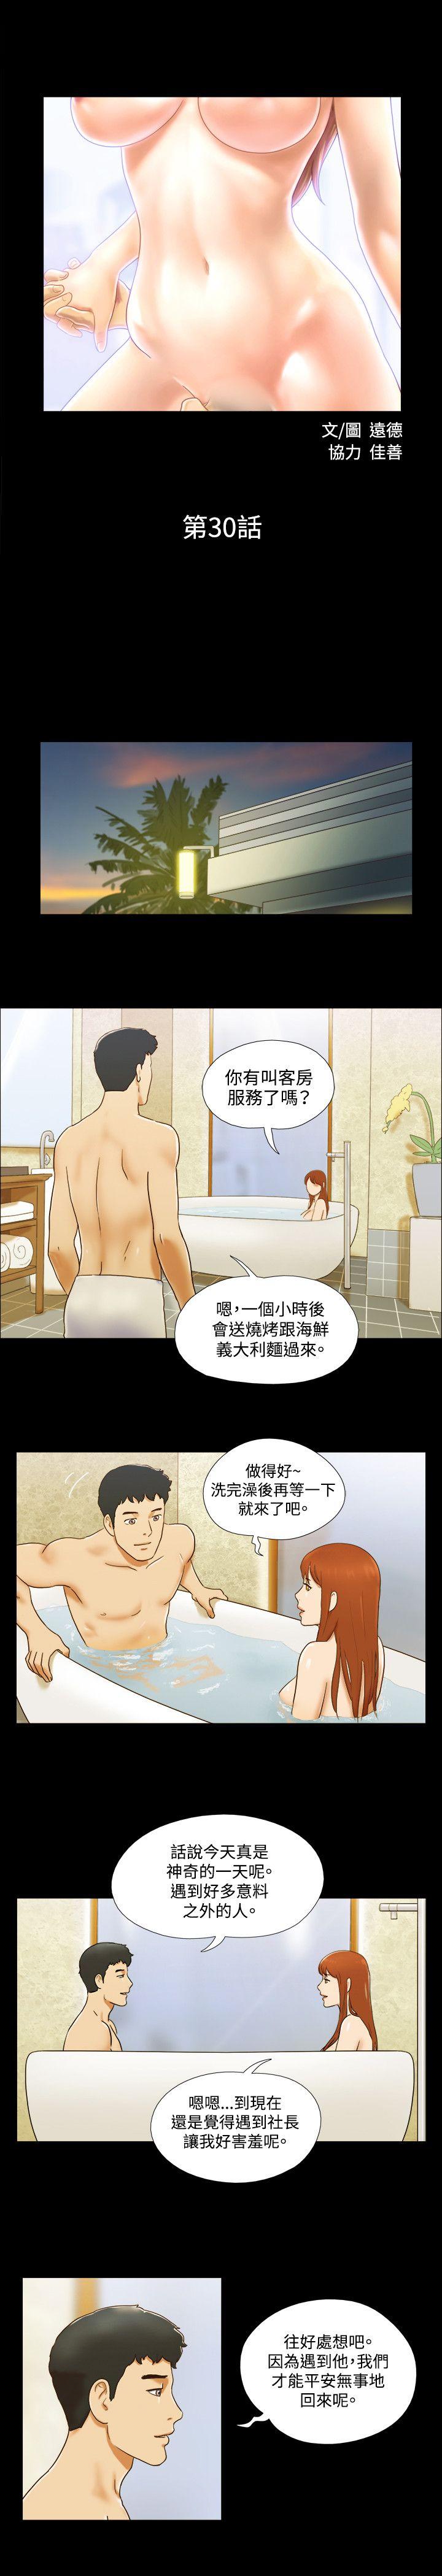 文/圖 遠德
協力 佳善
第30話
你有叫客房
服務了嗎？
嗯，一個小時後
會送燒烤跟海鮮
義大利麵過來。
做得好~
洗完澡後再等一下
就來了吧。
話說今天真是
神奇的一天呢。
遇到好多意料
之外的人。
嗯嗯...到現在
還是覺得遇到社長
讓我好害羞呢。
往好處想吧。
因為遇到他，我們
才能平安無事地
回來呢。